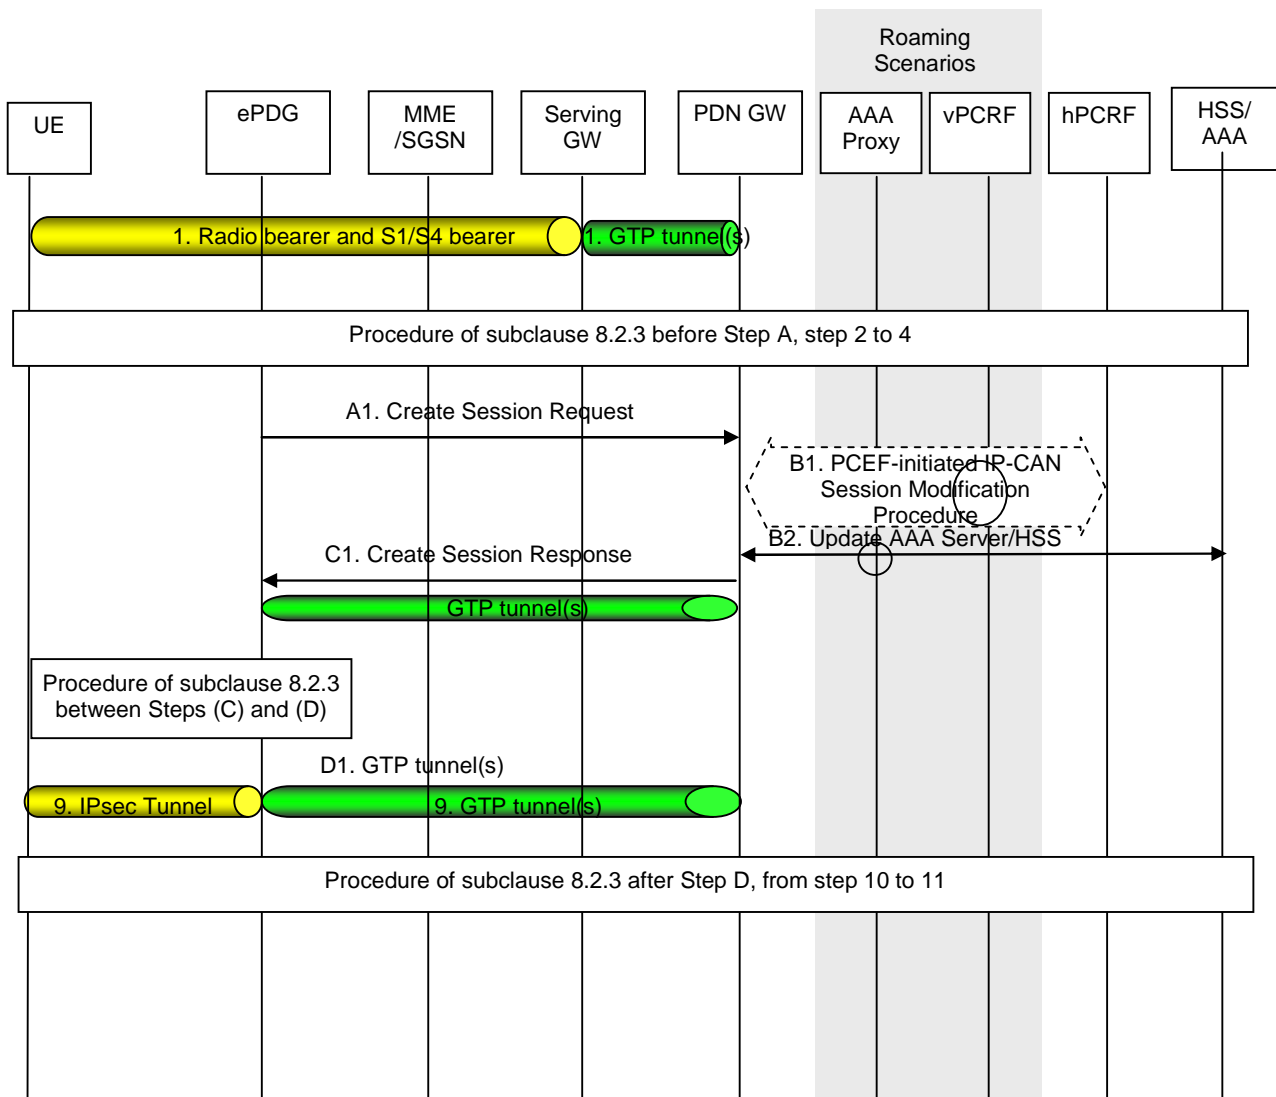 Roaming
Scenarios
UE
ePDG
MME
/SGSN
Serving
GW
PDN GW
AAA
Proxy
vPCRF
hPCRF
HSS/
AAA
1. Radio bearer and S1/S4 bearer
1. GTP tunnel(s)
Procedure of subclause 8.2.3 before Step A, step 2 to 4
A1. Create Session Request
B1. PCEF-initiated IP-CAN
Session Modification
Procedure
B2. Update AAA Server/HSS
C1. Create Session Response
GTP tunnel(s)
Procedure of subclause 8.2.3
between Steps (C) and (D)
D1. GTP tunnel(s)
9. IPsec Tunnel
9. GTP tunnel(s)
Procedure of subclause 8.2.3 after Step D, from step 10 to 11